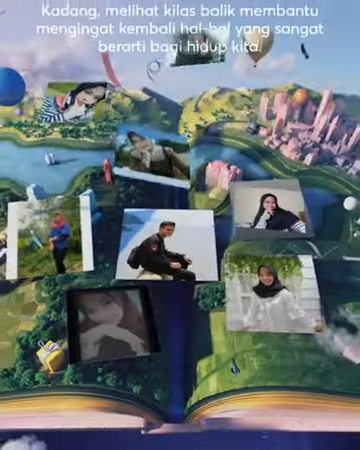 Kadang, melihat kilas balik membantu
mengingat kembali hal-hal yang sangat
berarti bagi hidup kita.